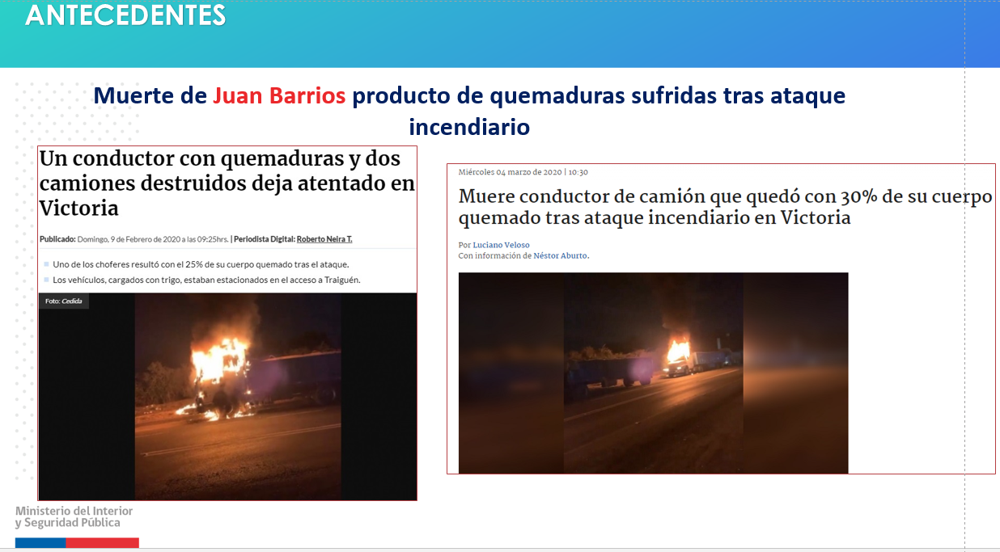 ANTECEDENTES
Muerte de Juan Barrios producto de quemaduras sufridas tras ataque
incendiario
Un conductor con quemaduras y dos
camiones destruidos deja atentado en
Victoria
Publicado: Domingo, 9 de Febrero de 2020 a las 09:25hrs. | Periodista Digital: Roberto Neira T.
Uno de los choferes resultó con el 25% de su cuerpo quemado tras el ataque.
Los vehículos, cargados con trigo, estaban estacionados en el acceso a Traiguén.
Foto: Cedida
Miércoles 04 marzo de 2020 | 10:30
Muere conductor de camión que quedó con 30% de su cuerpo
quemado tras ataque incendiario en Victoria
Por Luciano Veloso
Con información de Néstor Aburto.
Ministerio del Interior
y Seguridad Pública